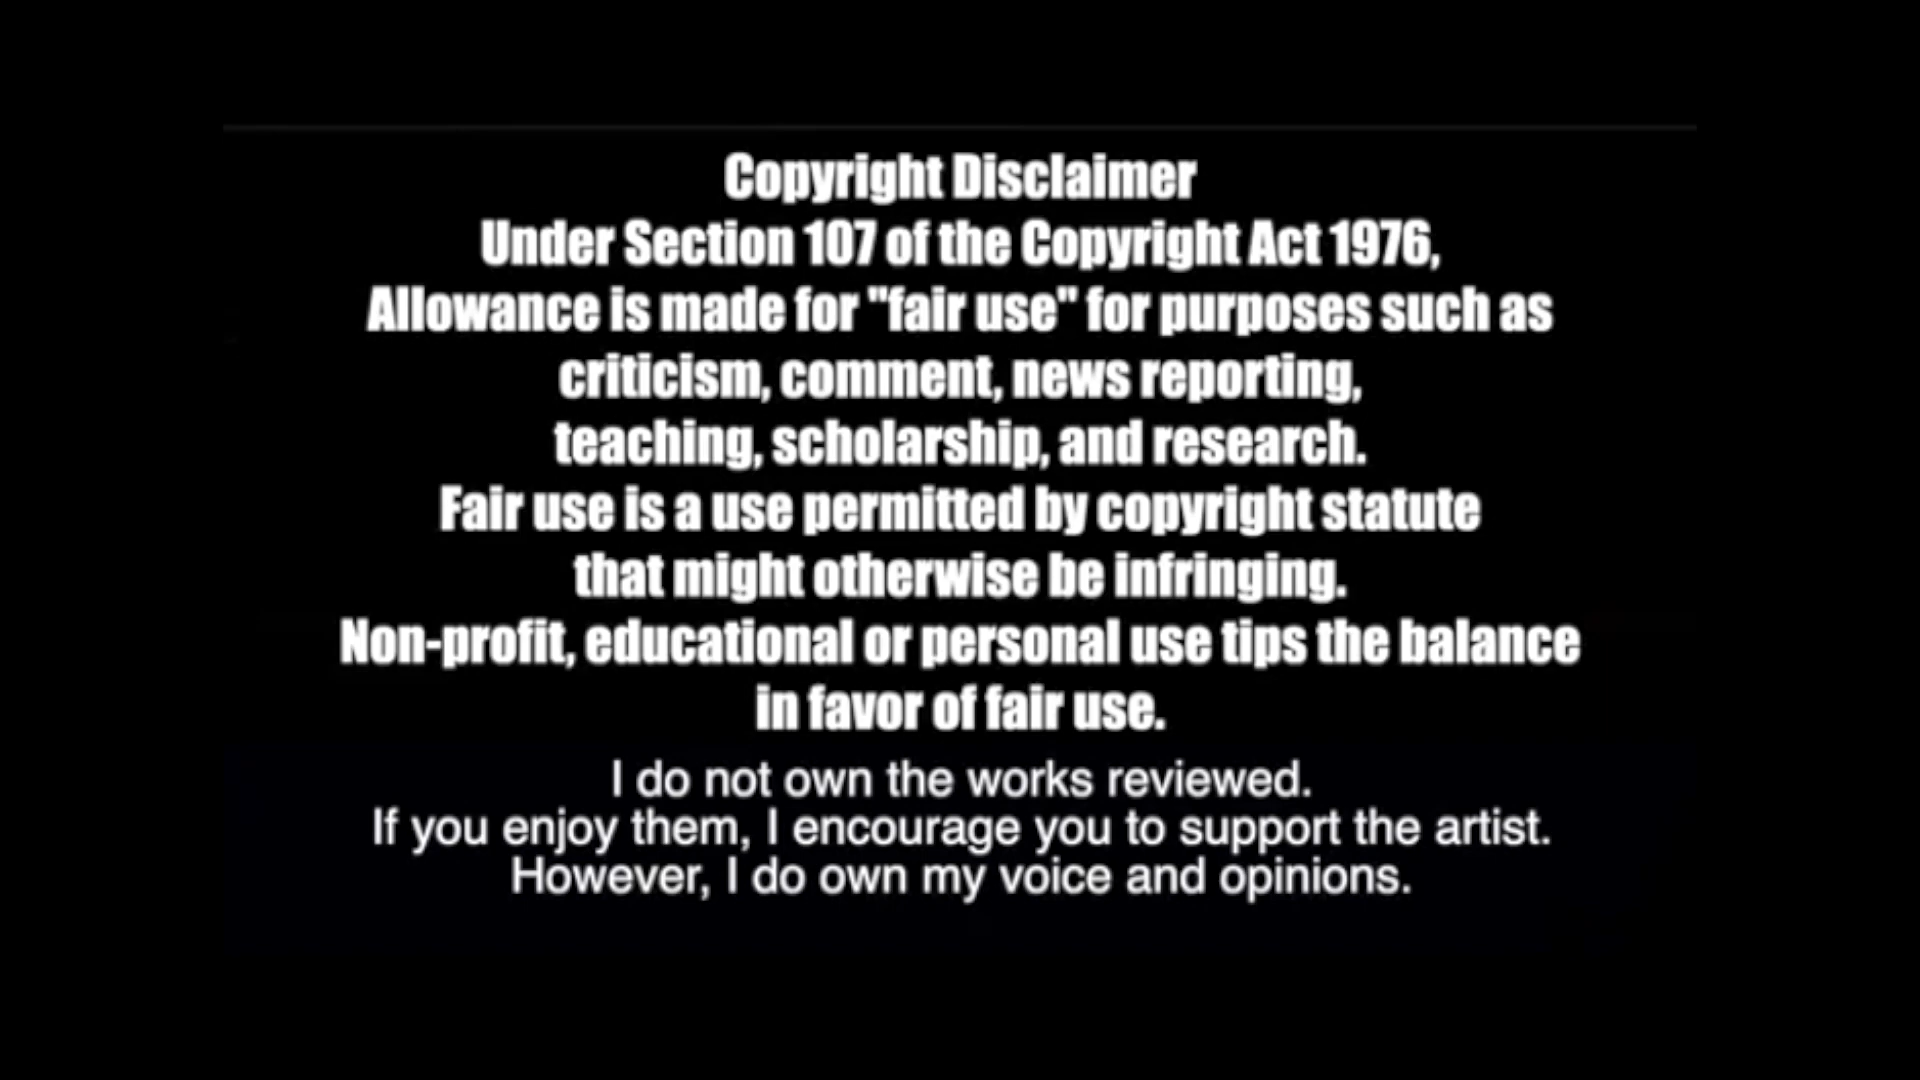 Copyright Disclaimer
Under Section 107 of the Copyright Act 1976,
Allowance is made for "fair use" for purposes such as
criticism, comment, news reporting,
teaching, scholarship, and research.
Fair use is a use permitted by copyright statute
that might otherwise be infringing.
Non-profit, educational or personal use tips the balance
in favor of fair use.
I do not own the works reviewed.
If you enjoy them, I encourage you to support the artist.
However, I do own my voice and opinions.